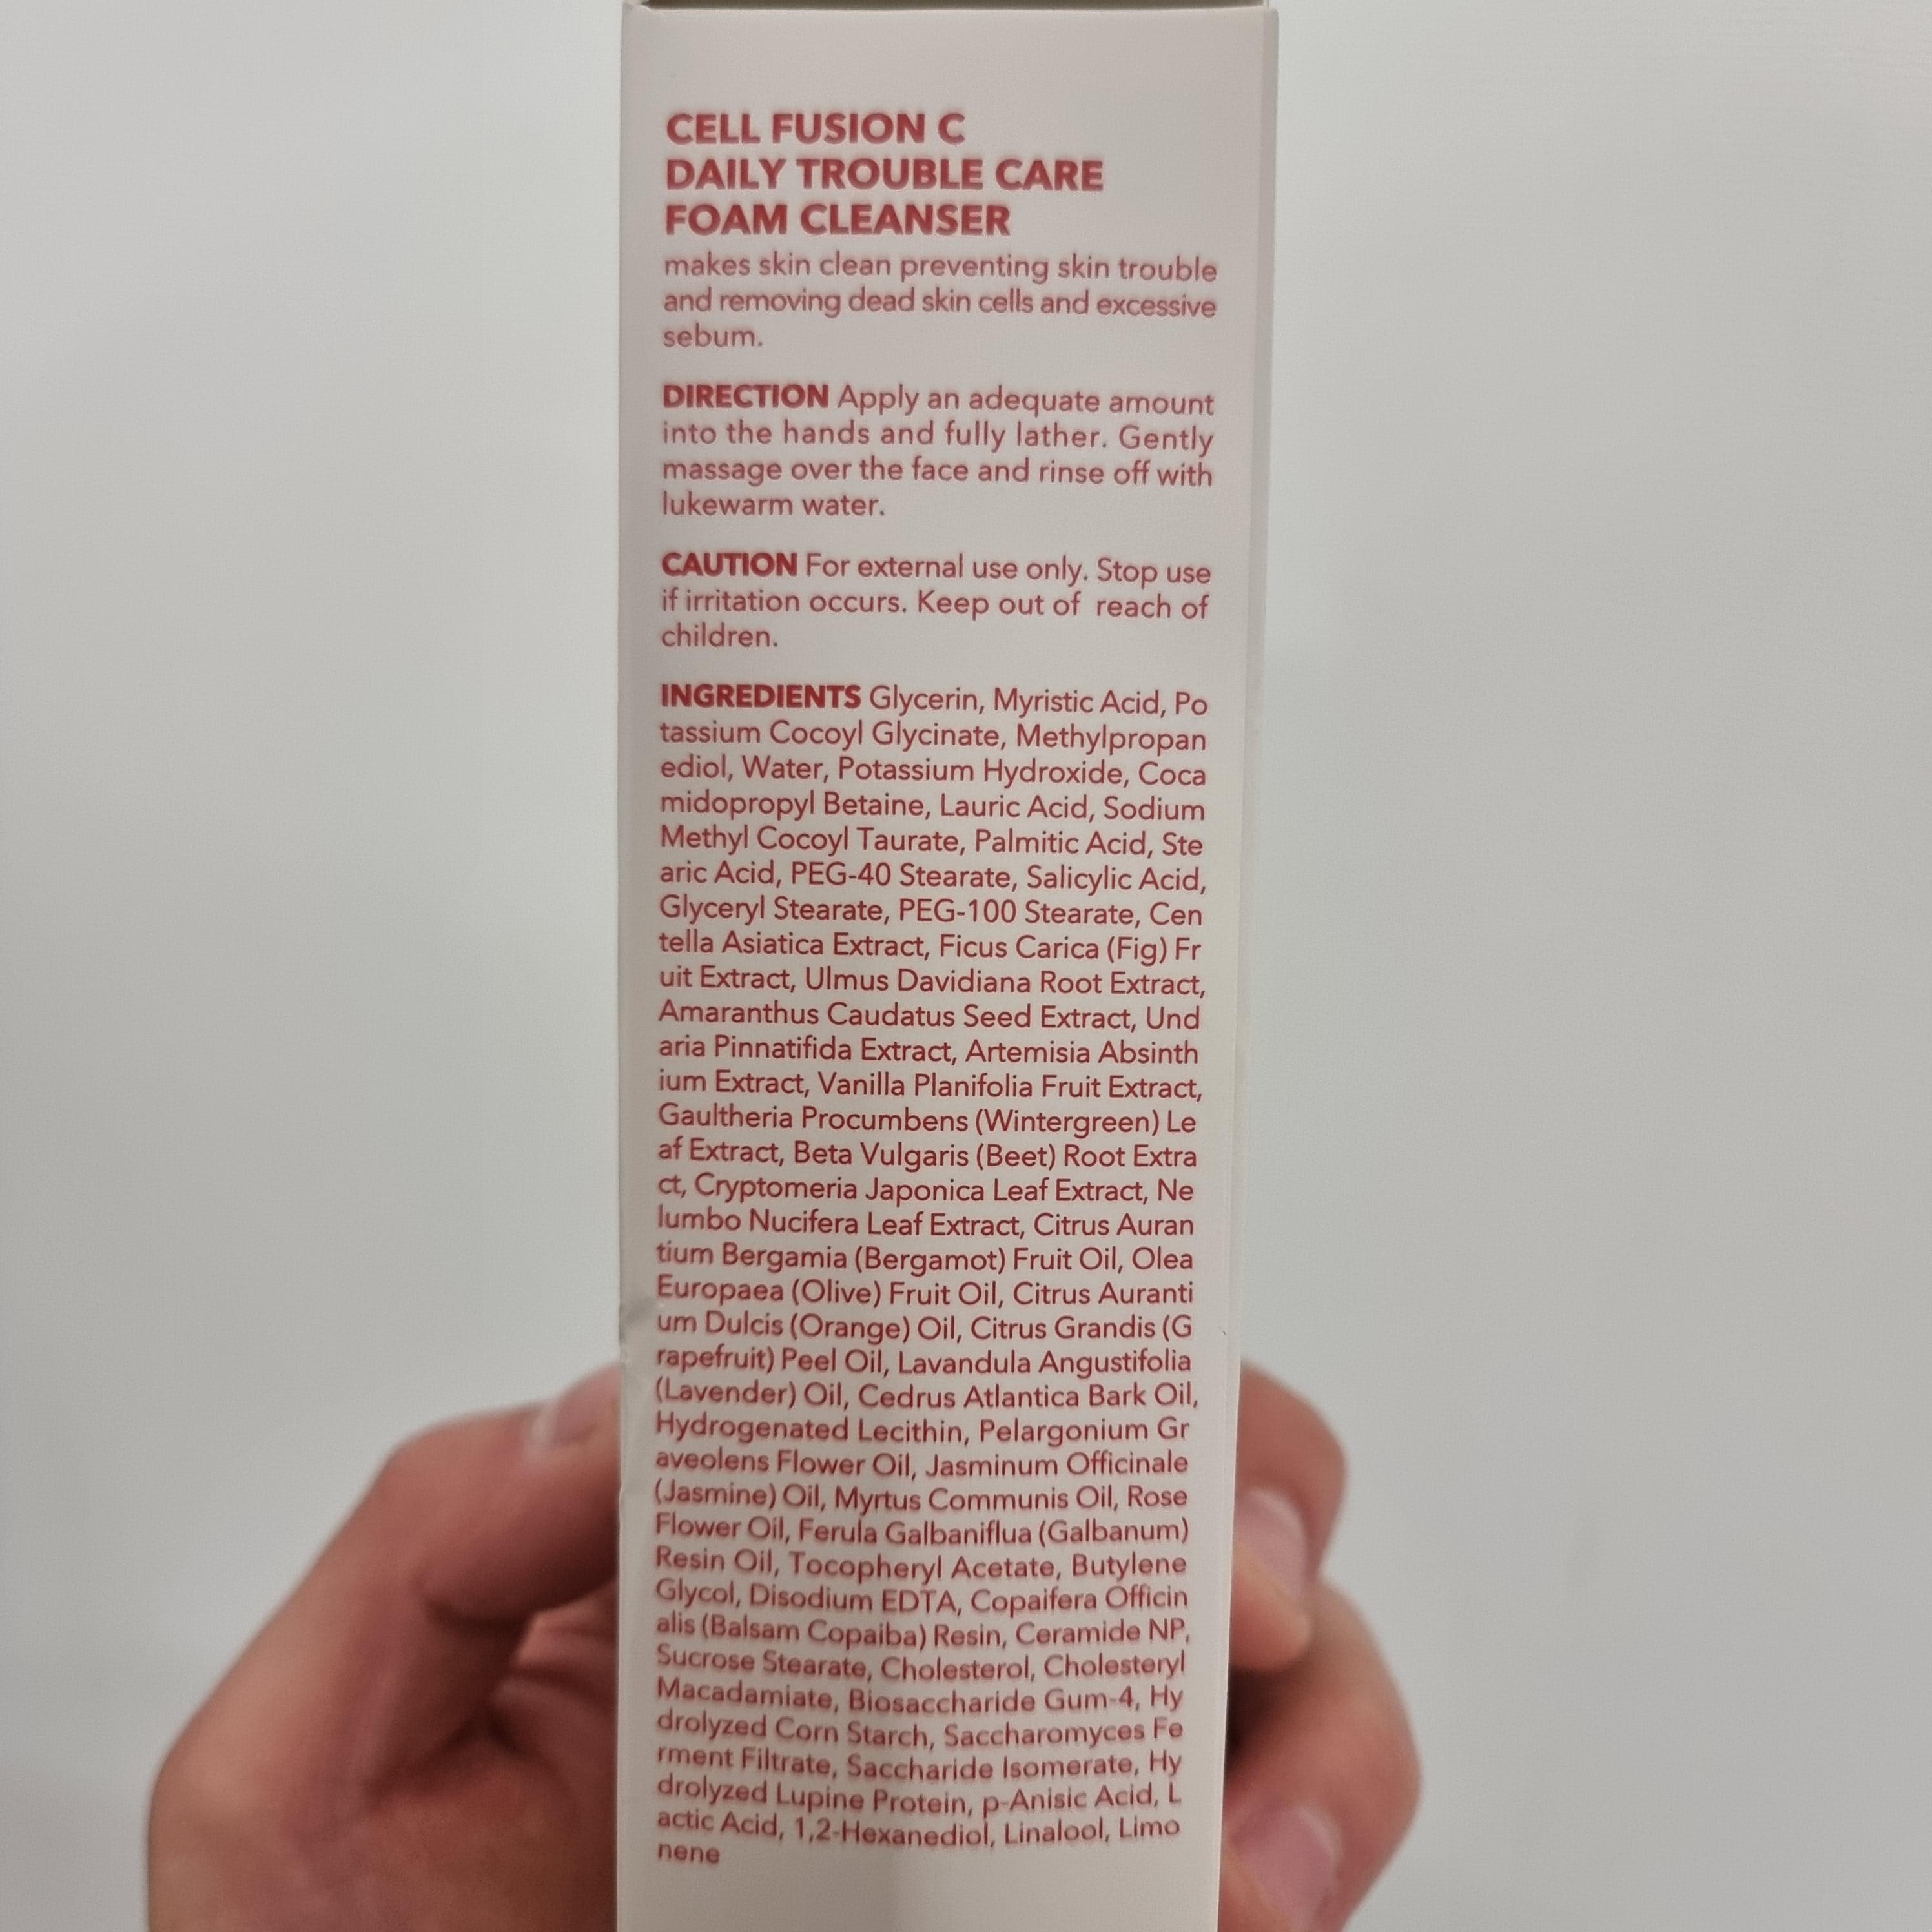 CELL FUSION C
DAILY TROUBLE CARE
FOAM CLEANSER
makes skin clean preventing skin trouble
and removing dead skin cells and excessive
sebum.
DIRECTION Apply an adequate amount
into the hands and fully lather. Gently
massage over the face and rinse off with
lukewarm water.
CAUTION For external use only. Stop use
if irritation occurs. Keep out of reach of
children.
INGREDIENTS Glycerin, Myristic Acid, Po
tassium Cocoyl Glycinate, Methylpropan
ediol, Water, Potassium Hydroxide, Coca
midopropyl Betaine, Lauric Acid, Sodium
Methyl Cocoyl Taurate, Palmitic Acid, Ste
aric Acid, PEG-40 Stearate, Salicylic Acid,
Glyceryl Stearate, PEG-100 Stearate, Cen
tella Asiatica Extract, Ficus Carica (Fig) Fr
uit Extract, Ulmus Davidiana Root Extract,
Amaranthus Caudatus Seed Extract, Und
aria Pinnatifida Extract, Artemisia Absinth
ium Extract, Vanilla Planifolia Fruit Extract,
Gaultheria Procumbens (Wintergreen) Le
af Extract, Beta Vulgaris (Beet) Root Extra
ct, Cryptomeria Japonica Leaf Extract, Ne
lumbo Nucifera Leaf Extract, Citrus Auran
tium Bergamia (Bergamot) Fruit Oil, Olea
Europaea (Olive) Fruit Oil, Citrus Auranti
um Dulcis (Orange) Oil, Citrus Grandis (G
rapefruit) Peel Oil, Lavandula Angustifolia
(Lavender) Oil, Cedrus Atlantica Bark Oil,
Hydrogenated Lecithin, Pelargonium Gr
aveolens Flower Oil, Jasminum Officinale
(Jasmine) Oil, Myrtus Communis Oil, Rose
Flower Oil, Ferula Galbaniflua (Galbanum)
Resin Oil, Tocopheryl Acetate, Butylene
Glycol, Disodium EDTA, Copaifera Officin
alis (Balsam Copaiba) Resin, Ceramide NP,
Sucrose Stearate, Cholesterol, Cholesteryl
Macadamiate, Biosaccharide Gum-4, Hy
drolyzed Corn Starch, Saccharomyces Fe
rment Filtrate, Saccharide Isomerate, Hy
drolyzed Lupine Protein, p-Anisic Acid, L
actic Acid, 1,2-Hexanediol, Linalool, Limo
nene